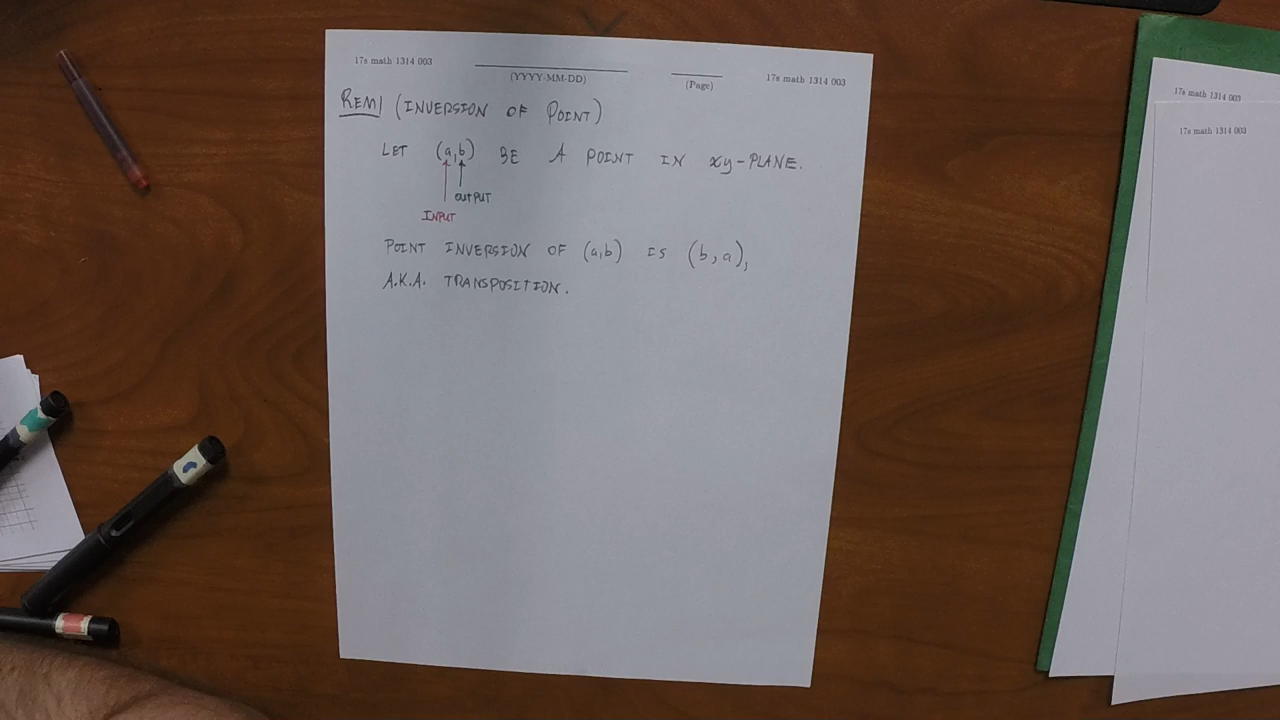 17s math 1314 003 (YYYY-MM-DD) (Page) 17s math 1314 003
REM| (INVERSION OF POINT)
LET (a,b) BE A POINT IN xy-PLANE.
OUTPUT
INPUT
POINT INVERSION OF (a,b) IS (b,a),
A.K.A. TRANSPOSITION.
17s math 1314 003
17s math 1314 003